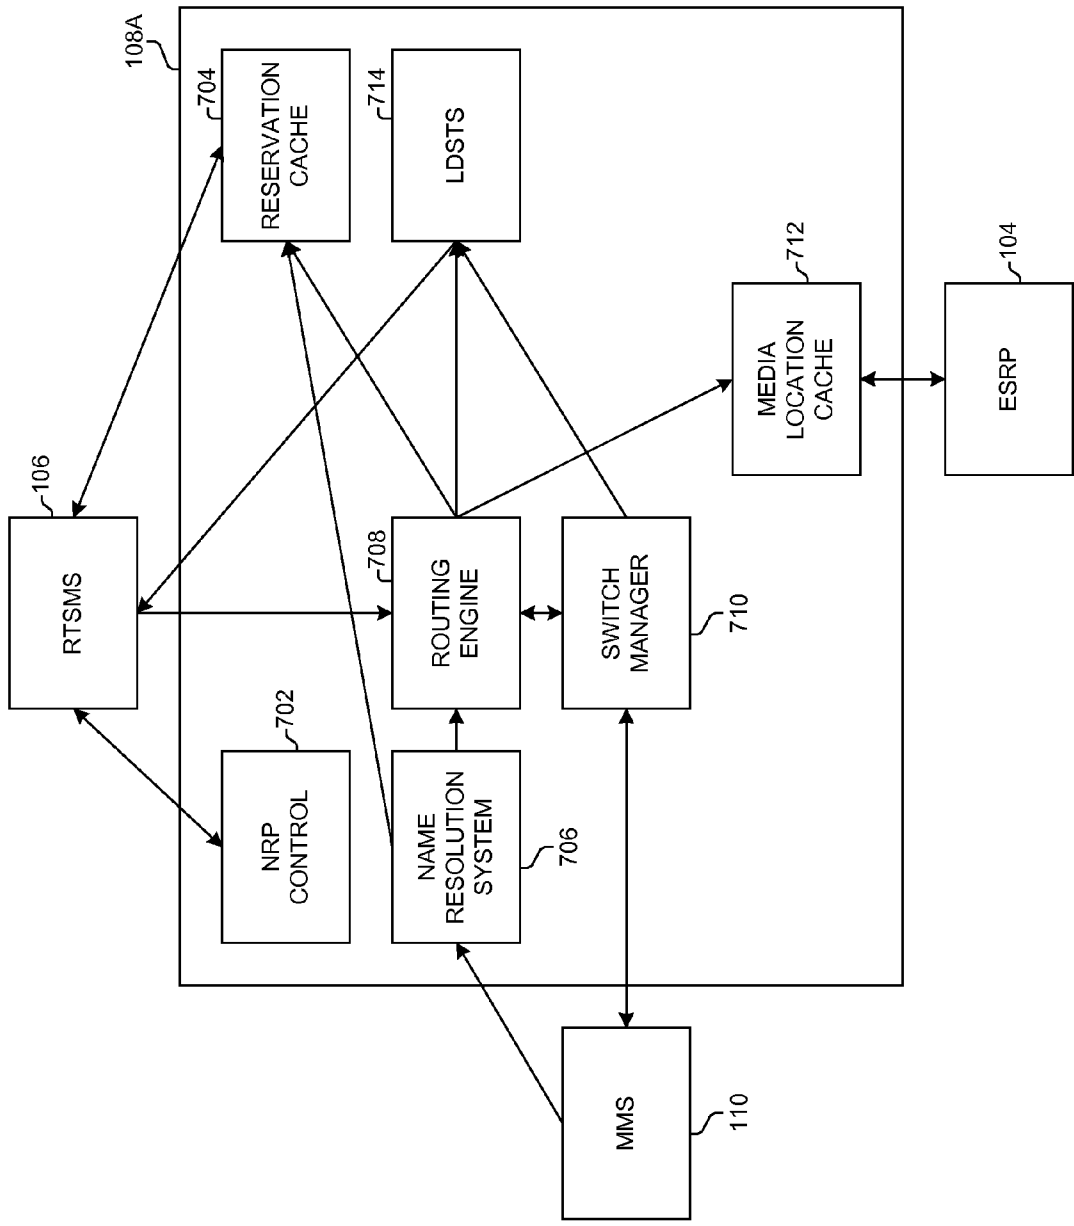 108A
RTSMS
106
NRP
CONTROL
702
RESERVATION
CACHE
704
NAME
RESOLUTION
SYSTEM
706
ROUTING
ENGINE
708
LDSTS
714
MMS
110
SWITCH
MANAGER
710
MEDIA
LOCATION
CACHE
712
ESRP
104